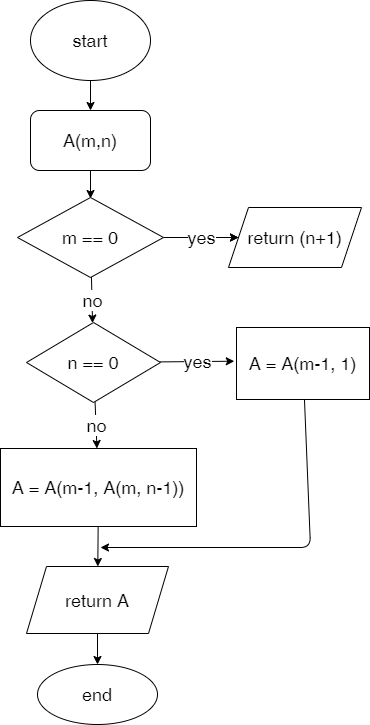 start
A(m,n)
m == 0
yes
return (n+1)
no
n == 0
yes
A = A(m-1, 1)
no
A = A(m-1, A(m, n-1))
return A
end